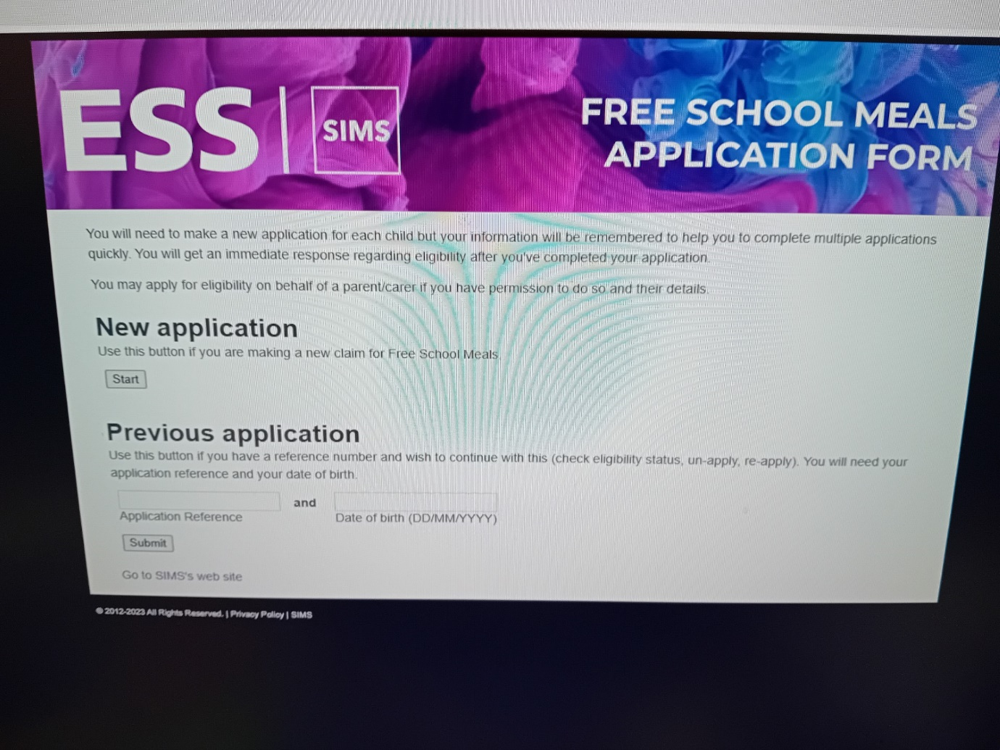 ESS | SIMS
FREE SCHOOL MEALS
APPLICATION FORM
You will need to make a new application for each child but your information will be remembered to help you to complete multiple applications
quickly. You will get an immediate response regarding eligibility after you've completed your application.
You may apply for eligibility on behalf of a parent/carer if you have permission to do so and their details.
New application
Use this button if you are making a new claim for Free School Meals.
Start
Previous application
Use this button if you have a reference number and wish to continue with this (check eligibility status, un-apply, re-apply). You will need your
application reference and your date of birth.
and
Application Reference
Date of birth (DD/MM/YYYY)
Submit
Go to SIMS's web site
© 2012-2023 All Rights Reserved. | Privacy Policy | SIMS